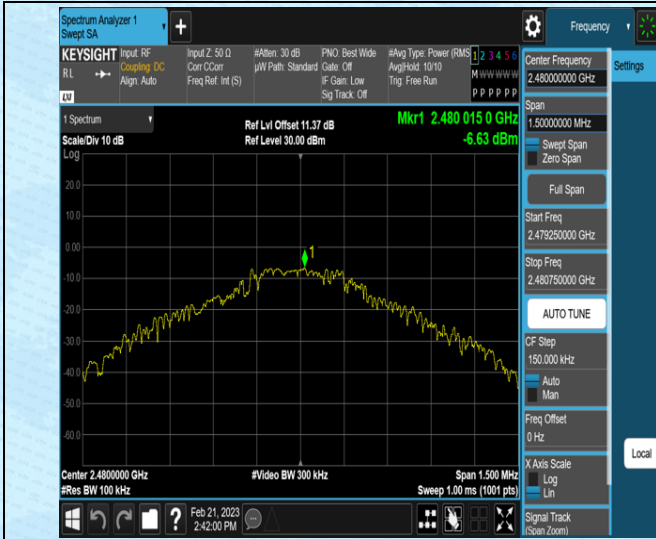 Spectrum Analyzer 1
Swept SA
Frequency
KEYSIGHT
RL
LXI
Input: RF
Coupling: DC
Align: Auto
Input Z: 50 Ω
Corr CCorr
Freq Ref: Int (S)
#Atten: 30 dB
µW Path: Standard
PNO: Best Wide
Gate: Off
IF Gain: Low
Sig Track: Off
#Avg Type: Power (RMS
Avg|Hold: 10/10
Trig: Free Run
1 2 3 4 5 6
M W W W W W
P P P P P P
1 Spectrum
Scale/Div 10 dB
Ref Lvl Offset 11.37 dB
Ref Level 30.00 dBm
Mkr1 2.480 015 0 GHz
-6.63 dBm
Log
20.0
10.0
0.00
-10.0
-20.0
-30.0
-40.0
-50.0
-60.0
1
Center 2.4800000 GHz
#Res BW 100 kHz
#Video BW 300 kHz
Span 1.500 MHz
Sweep 1.00 ms (1001 pts)
Feb 21, 2023
2:42:00 PM
Center Frequency
2.480000000 GHz
Span
1.50000000 MHz
Swept Span
Zero Span
Full Span
Start Freq
2.479250000 GHz
Stop Freq
2.480750000 GHz
AUTO TUNE
CF Step
150.000 kHz
Auto
Man
Freq Offset
0 Hz
X Axis Scale
Log
Lin
Signal Track
(Span Zoom)
Settings
Local